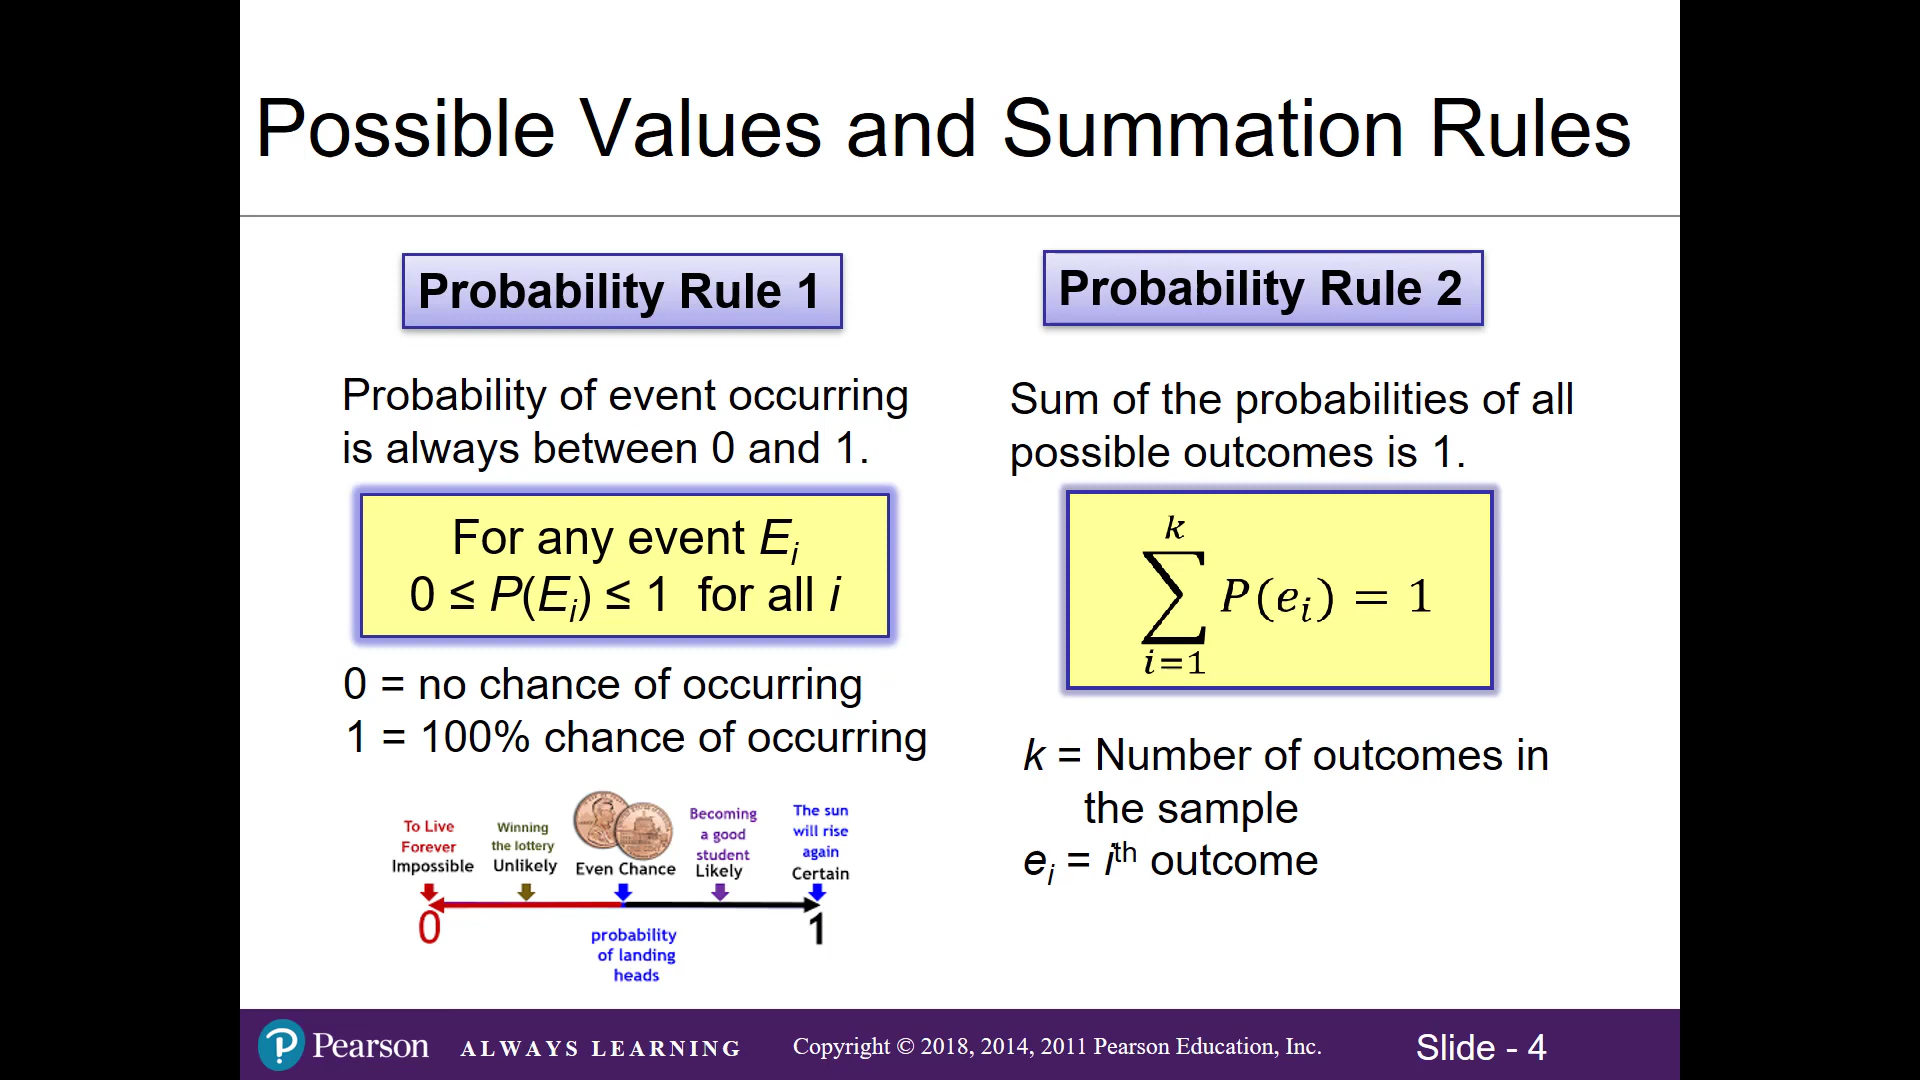 Possible Values and Summation Rules
Probability Rule 1
Probability of event occurring
is always between 0 and 1.
For any event Eᵢ
0 ≤ P(Eᵢ) ≤ 1 for all i
0 = no chance of occurring
1 = 100% chance of occurring
To Live
Forever
Impossible
Winning
the lottery
Unlikely
Even Chance
Becoming
a good
student
Likely
The sun
will rise
again
Certain
0
1
probability
of landing
heads
Probability Rule 2
Sum of the probabilities of all
possible outcomes is 1.
k
∑ P(eᵢ) = 1
i=1
k = Number of outcomes in
the sample
eᵢ = iᵗʰ outcome
Pearson ALWAYS LEARNING Copyright © 2018, 2014, 2011 Pearson Education, Inc. Slide - 4